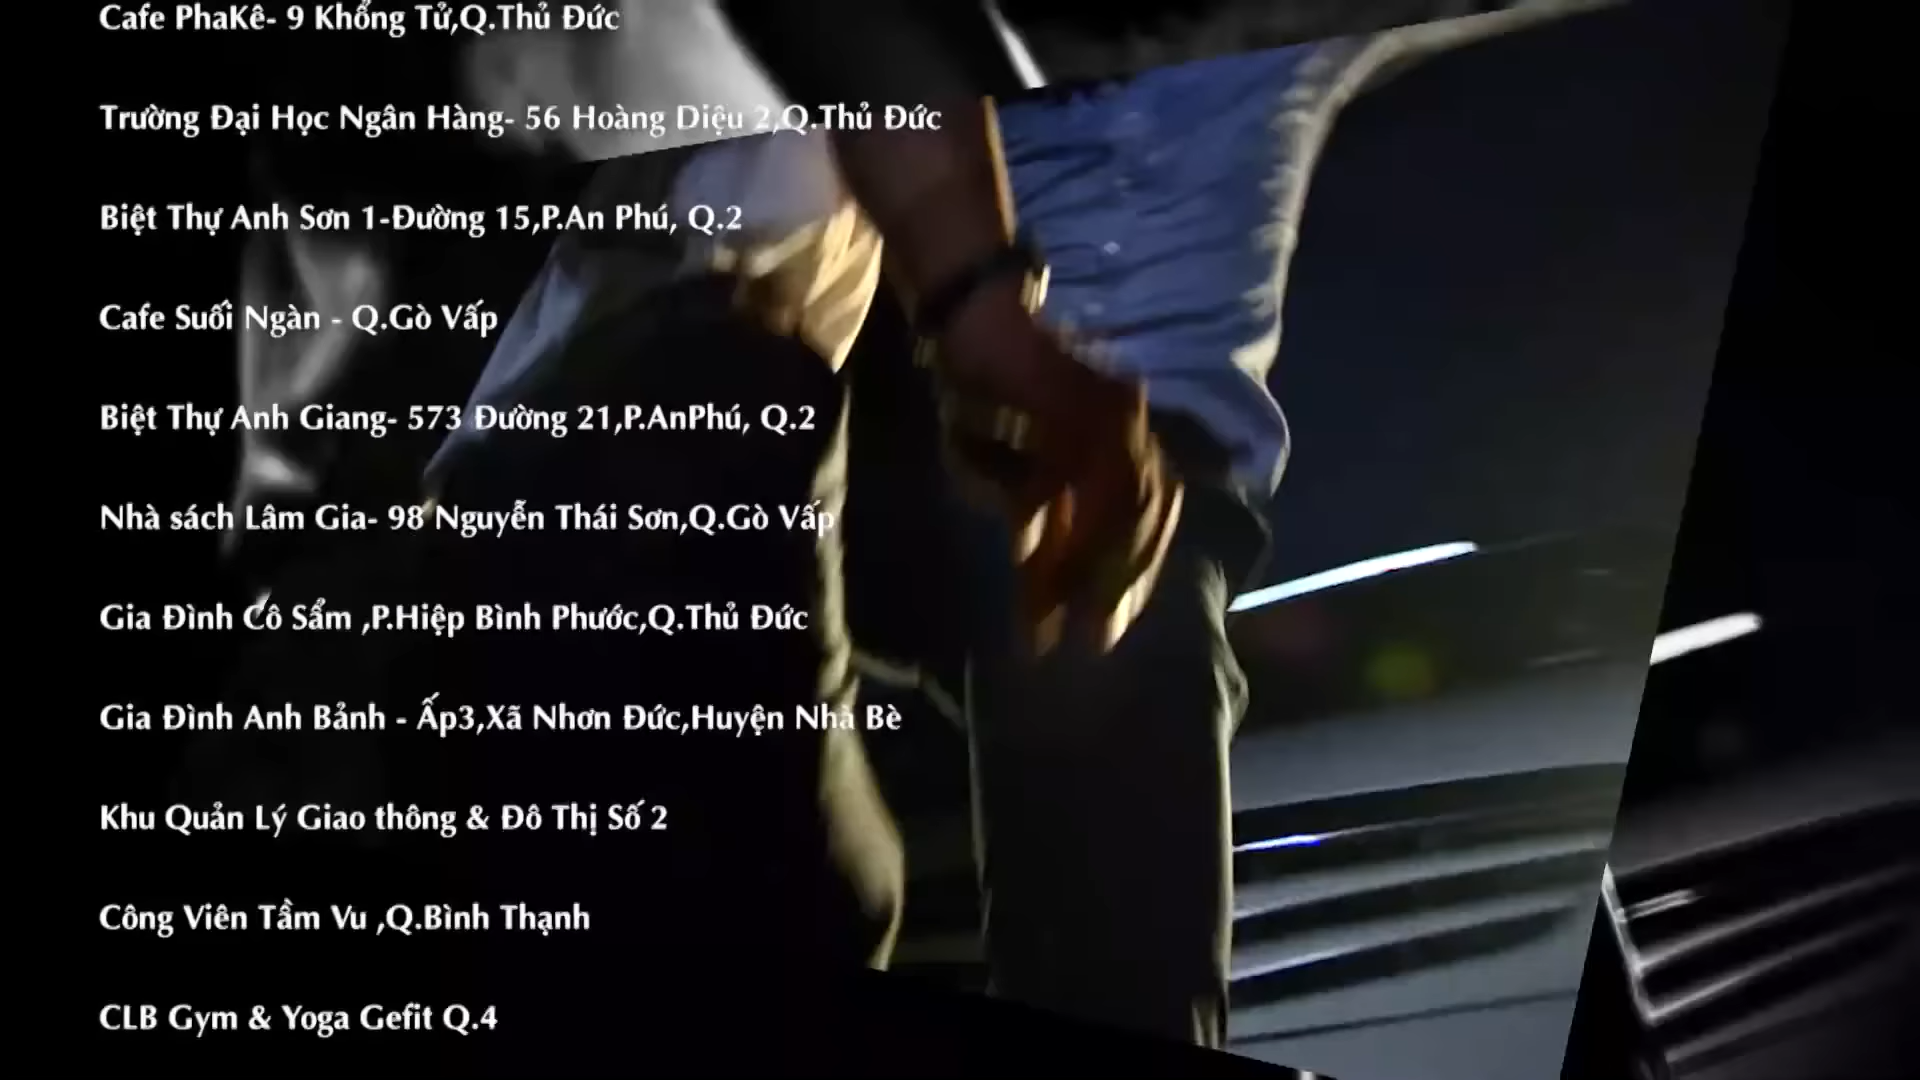 Cafe PhaKê- 9 Khổng Tử,Q.Thủ Đức
Trường Đại Học Ngân Hàng- 56 Hoàng Diệu 2,Q.Thủ Đức
Biệt Thự Anh Sơn 1-Đường 15,P.An Phú, Q.2
Cafe Suối Ngàn - Q.Gò Vấp
Biệt Thự Anh Giang- 573 Đường 21,P.AnPhú, Q.2
Nhà sách Lâm Gia- 98 Nguyễn Thái Sơn,Q.Gò Vấp
Gia Đình Cô Sẩm ,P.Hiệp Bình Phước,Q.Thủ Đức
Gia Đình Anh Bảnh - Ấp3,Xã Nhơn Đức,Huyện Nhà Bè
Khu Quản Lý Giao thông & Đô Thị Số 2
Công Viên Tầm Vu ,Q.Bình Thạnh
CLB Gym & Yoga Gefit Q.4